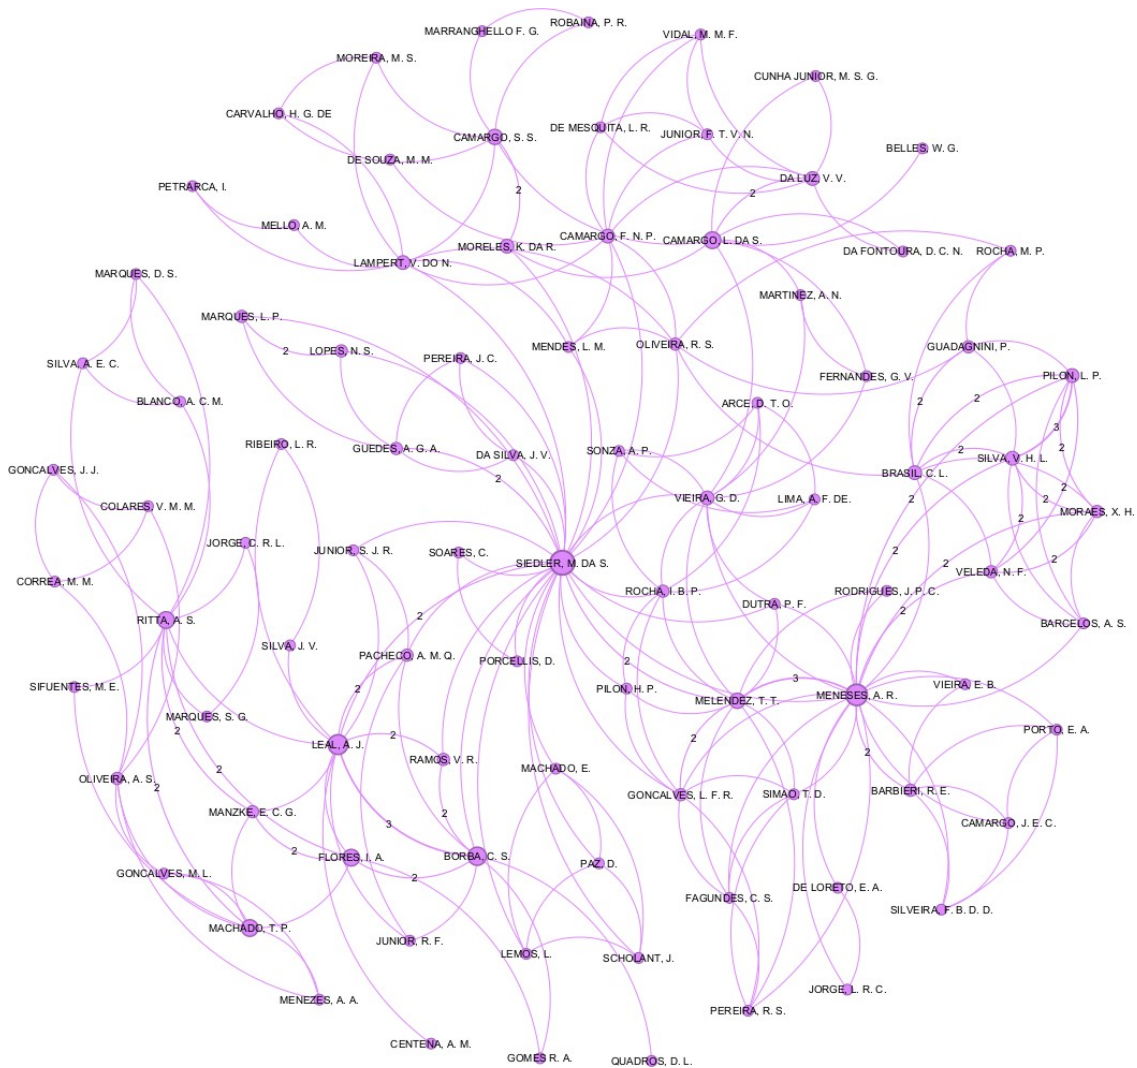 ROBAINA, P. R.
MARRANGHELLO F. G.
VIDAL, M. M. F.
MOREIRA, M. S.
CUNHA JUNIOR, M. S. G.
CARVALHO, H. G. DE
DE MESQUITA, L. R.
JUNIOR, F. T. V. N.
CAMARGO, S. S.
BELLES, W. G.
DE SOUZA, M. M.
DA LUZ, V. V.
PETRARCA, I.
2
2
MELLO, A. M.
CAMARGO, F. N. P.
CAMARGO, L. DA S.
MORELES, K. DA R.
DA FONTOURA, D. C. N.
ROCHA, M. P.
LAMPERT, V. DO N.
MARQUES, D. S.
MARTINEZ, A. N.
MARQUES, L. P.
MENDES, L. M.
OLIVEIRA, R. S.
GUADAGNINI, P.
2
LOPES, N. S.
PEREIRA, J. C.
SILVA, A. E. C.
FERNANDES, G. V.
PILON, L. P.
BLANCO, A. C. M.
ARCE, D. T. O.
2
2
3
RIBEIRO, L. R.
GUEDES, A. G. A.
DA SILVA, J. V.
SONZA, A. P.
2
2
SILVA, V. H. L.
GONCALVES, J. J.
BRASIL, C. L.
2
2
COLARES, V. M. M.
VIEIRA, G. D.
LIMA, A. F. DE.
2
2
MORAES, X. H.
2
JORGE, C. R. L.
JUNIOR, S. J. R.
SOARES, C.
SIEDLER, M. DA S.
2
2
2
CORREA, M. M.
VELEDA, N. F.
ROCHA, I. B. P.
RODRIGUES, J. P. C.
DUTRA, P. F.
2
RITTA, A. S.
2
BARCELOS, A. S.
SILVA, J. V.
PACHECO, A. M. Q.
PORCELLIS, D.
2
SIFUENTES, M. E.
2
PILON, H. P.
3
MELENDEZ, T. T.
MENESES, A. R.
VIEIRA, E. B.
MARQUES, S. G.
2
LEAL, A. J.
2
2
2
PORTO, E. A.
RAMOS, V. R.
MACHADO, E.
2
OLIVEIRA, A. S.
2
2
GONCALVES, L. F. R.
SIMAO, T. D.
BARBIERI, R. E.
MANZKE, E. C. G.
3
CAMARGO, J. E. C.
2
FLORES, I. A.
BORBA, C. S.
PAZ, D.
GONCALVES, M. L.
2
DE LORETO, E. A.
FAGUNDES, C. S.
SILVEIRA, F. B. D. D.
MACHADO, T. P.
JUNIOR, R. F.
LEMOS, L.
SCHOLANT, J.
MENEZES, A. A.
JORGE, L. R. C.
PEREIRA, R. S.
CENTENA, A. M.
GOMES R. A.
QUADROS, D. L.